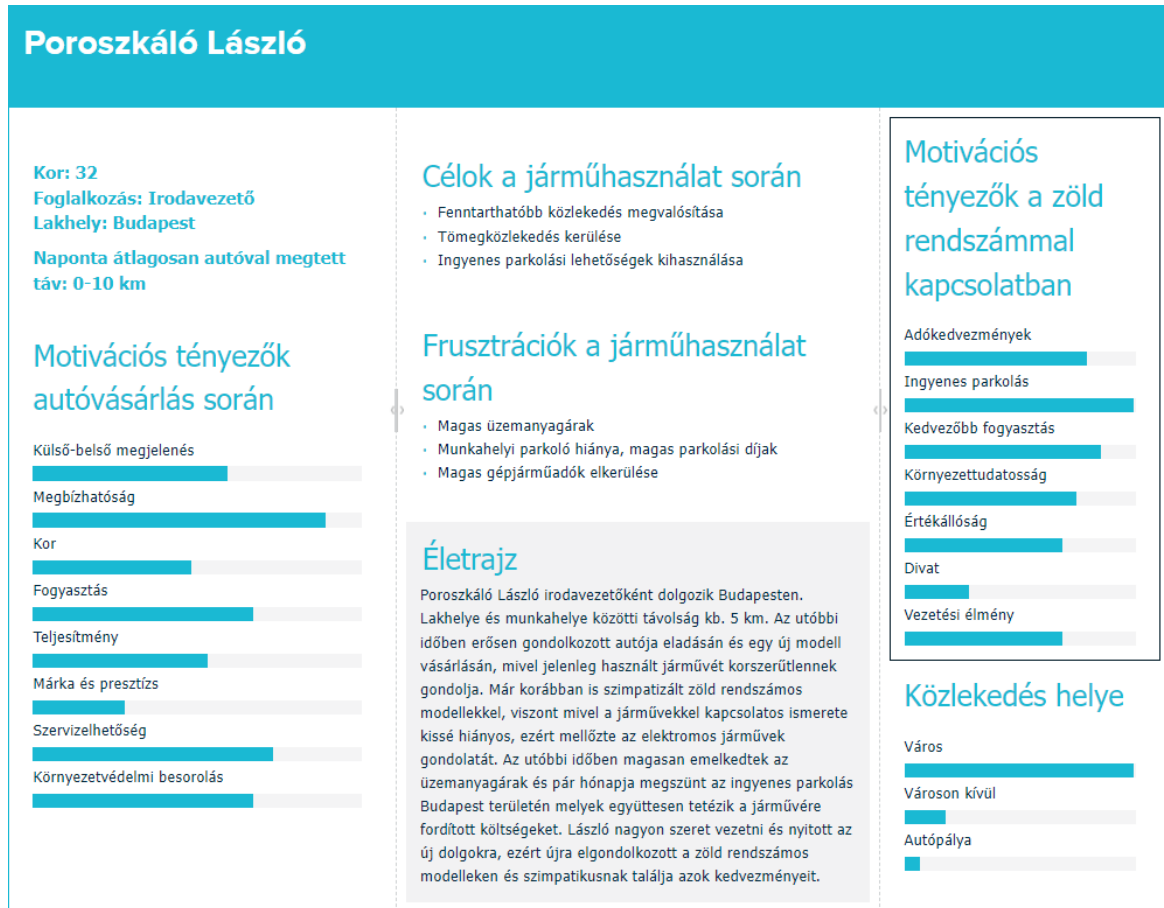 Poroszkáló László
Kor: 32
Foglalkozás: Irodavezető
Lakhely: Budapest
Naponta átlagosan autóval megtett
táv: 0-10 km
Motivációs tényezők
autóvásárlás során
Külső-belső megjelenés
Megbízhatóság
Kor
Fogyasztás
Teljesítmény
Márka és presztízs
Szervizelhetőség
Környezetvédelmi besorolás
Célok a járműhasználat során
• Fenntarthatóbb közlekedés megvalósítása
• Tömegközlekedés kerülése
• Ingyenes parkolási lehetőségek kihasználása
Frusztrációk a járműhasználat
során
• Magas üzemanyagárak
• Munkahelyi parkoló hiánya, magas parkolási díjak
• Magas gépjárműadók elkerülése
Életrajz
Poroszkáló László irodavezetőként dolgozik Budapesten.
Lakhelye és munkahelye közötti távolság kb. 5 km. Az utóbbi
időben erősen gondolkozott autója eladásán és egy új modell
vásárlásán, mivel jelenleg használt járművét korszerűtlennek
gondolja. Már korábban is szimpatizált zöld rendszámos
modellekkel, viszont mivel a járművekkel kapcsolatos ismerete
kissé hiányos, ezért mellőzte az elektromos járművek
gondolatát. Az utóbbi időben magasan emelkedtek az
üzemanyagárak és pár hónapja megszünt az ingyenes parkolás
Budapest területén melyek együttesen tetézik a járművére
fordított költségeket. László nagyon szeret vezetni és nyitott az
új dolgokra, ezért újra elgondolkozott a zöld rendszámos
modelleken és szimpatikusnak találja azok kedvezményeit.
Motivációs
tényezők a zöld
rendszámmal
kapcsolatban
Adókedvezmények
Ingyenes parkolás
Kedvezőbb fogyasztás
Környezettudatosság
Értékállóság
Divat
Vezetési élmény
Közlekedés helye
Város
Városon kívül
Autópálya